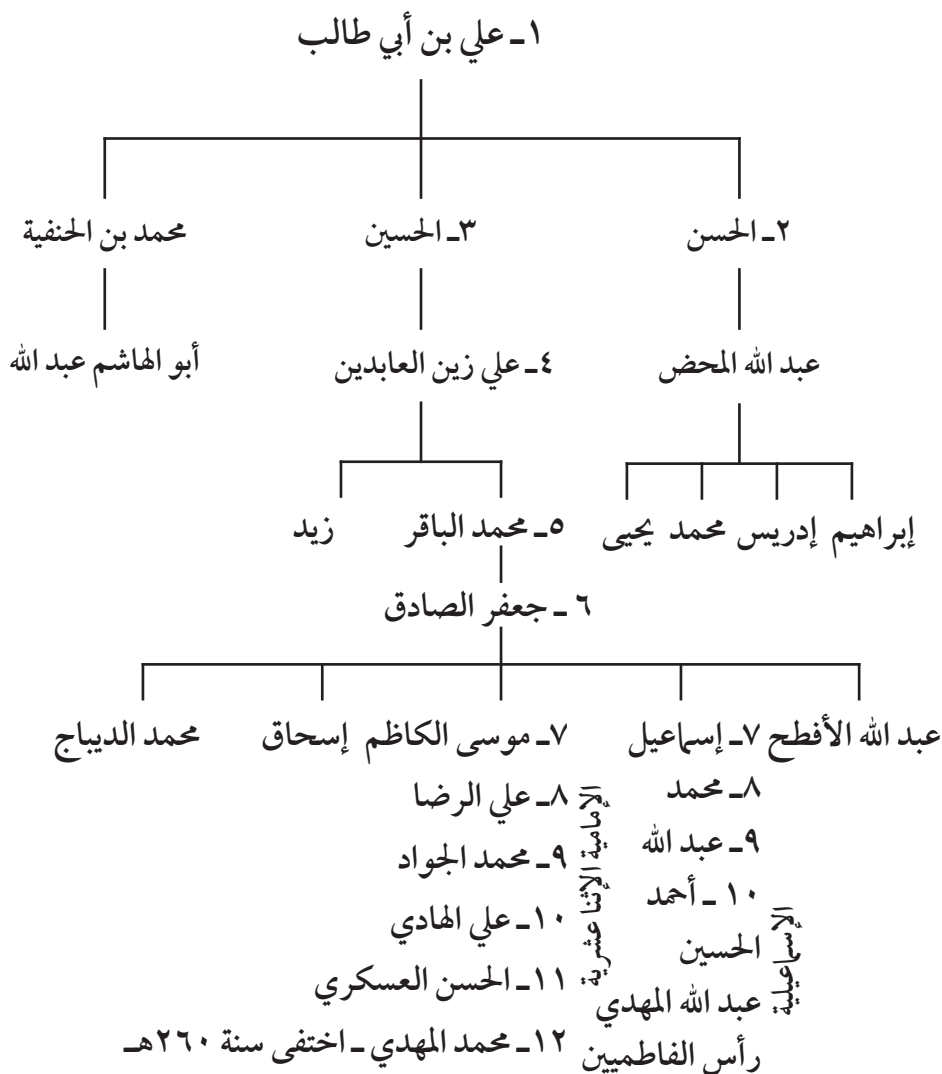 ١ـ علي بن أبي طالب
٢ـ الحسن ٣ـ الحسين محمد بن الحنفية
عبد الله المحض ٤ـ علي زين العابدين أبو الهاشم عبد الله
إبراهيم إدريس محمد يحيى ٥ـ محمد الباقر زيد
٦ ـ جعفر الصادق
عبد الله الأفطح ٧ـ إسماعيل ٧ـ موسى الكاظم إسحاق محمد الديباج
٨ـ محمد
٩ـ عبد الله
١٠ ـ أحمد
الحسين
عبد الله المهدي
رأس الفاطميين
الإسماعيلية
٨ـ علي الرضا
٩ـ محمد الجواد
١٠ـ علي الهادي
١١ـ الحسن العسكري
١٢ـ محمد المهدي ـ اختفى سنة ٢٦٠هـ
الإمامية الإثنا عشرية